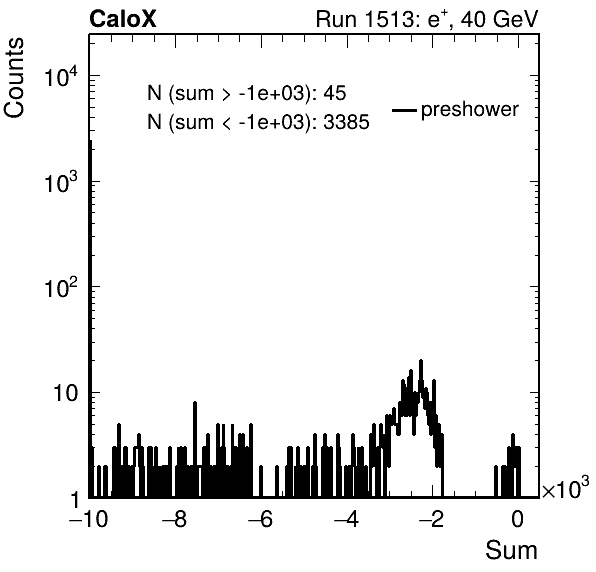 CaloX Run 1513: e⁺, 40 GeV
Counts
N (sum > -1e+03): 45
N (sum < -1e+03): 3385
preshower
10⁴
10³
10²
10
1
−10 −8 −6 −4 −2 0 ×10³
Sum